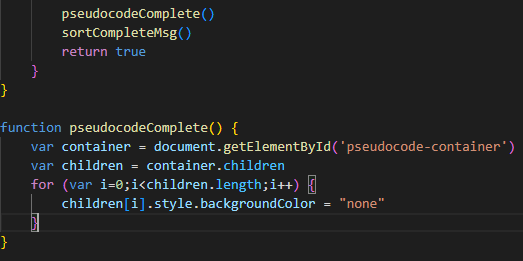 pseudocodeComplete()
sortCompleteMsg()
return true
}
}
function pseudocodeComplete() {
var container = document.getElementById('pseudocode-container')
var children = container.children
for (var i=0;i<children.length;i++) {
children[i].style.backgroundColor = "none"
}
}